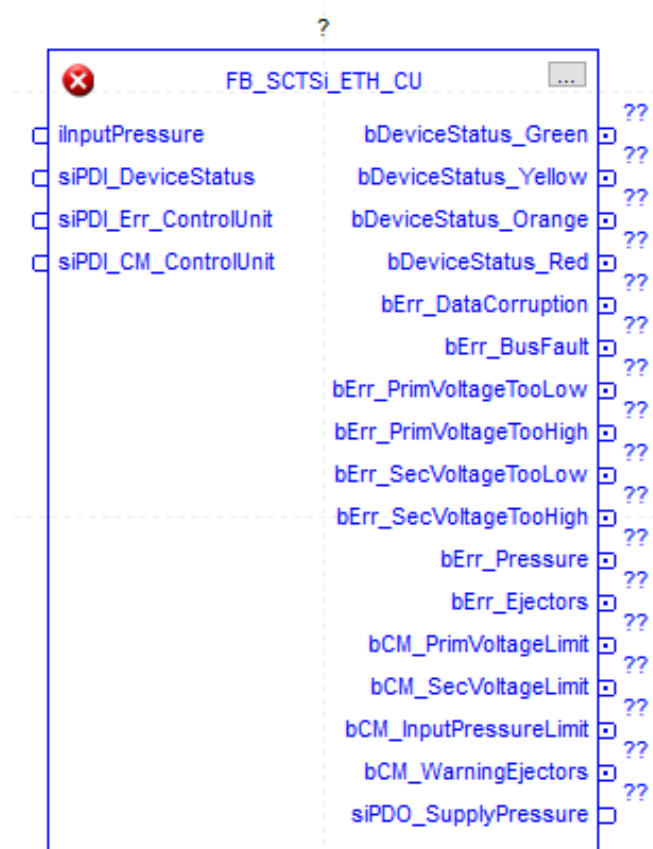 ?
FB_SCTSi_ETH_CU ...
??
iInputPressure bDeviceStatus_Green
??
siPDI_DeviceStatus bDeviceStatus_Yellow
??
siPDI_Err_ControlUnit bDeviceStatus_Orange
??
siPDI_CM_ControlUnit bDeviceStatus_Red
??
bErr_DataCorruption
??
bErr_BusFault
??
bErr_PrimVoltageTooLow
??
bErr_PrimVoltageTooHigh
??
bErr_SecVoltageTooLow
??
bErr_SecVoltageTooHigh
??
bErr_Pressure
??
bErr_Ejectors
??
bCM_PrimVoltageLimit
??
bCM_SecVoltageLimit
??
bCM_InputPressureLimit
??
bCM_WarningEjectors
??
siPDO_SupplyPressure